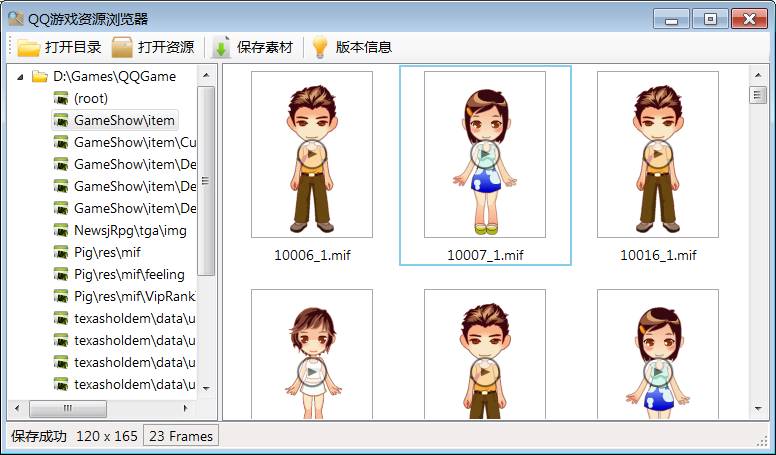 QQ游戏资源浏览器
打开目录 打开资源 保存素材 版本信息
D:\Games\QQGame
(root)
GameShow\item
GameShow\item\Cu
GameShow\item\De
GameShow\item\De
GameShow\item\De
NewsjRpg\tga\img
Pig\res\mif
Pig\res\mif\feeling
Pig\res\mif\VipRank
texasholdem\data\u
texasholdem\data\u
texasholdem\data\u
texasholdem\data\u
10006_1.mif
10007_1.mif
10016_1.mif
保存成功 120 x 165 23 Frames